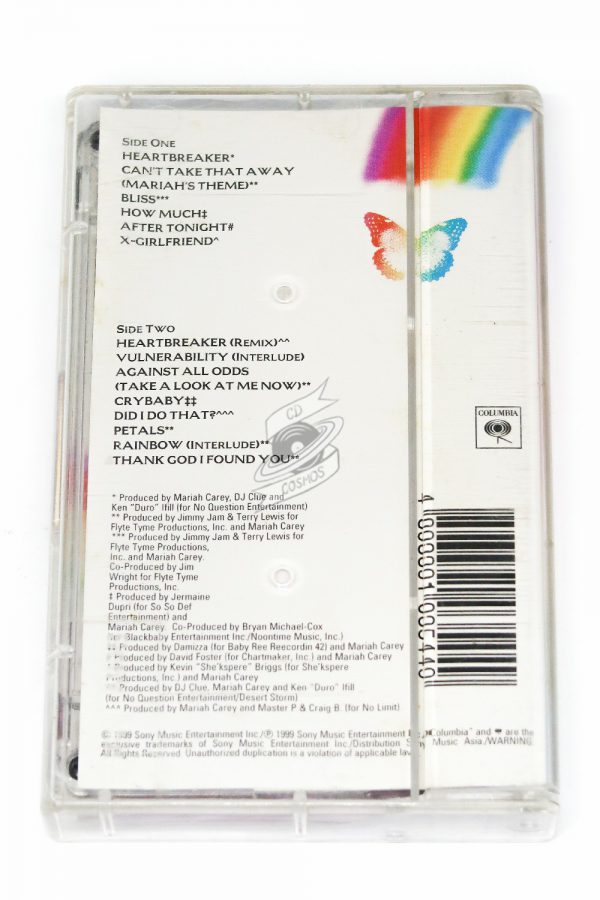 SIDE ONE
HEARTBREAKER*
CAN'T TAKE THAT AWAY
(MARIAH'S THEME)**
BLISS***
HOW MUCH‡
AFTER TONIGHT#
X-GIRLFRIEND^
SIDE TWO
HEARTBREAKER (REMIX)^^
VULNERABILITY (INTERLUDE)
AGAINST ALL ODDS
(TAKE A LOOK AT ME NOW)**
CRYBABY‡‡
DID I DO THAT?^^^
PETALS**
RAINBOW (INTERLUDE)**
THANK GOD I FOUND YOU**
CD
COSMOS
COLUMBIA
* Produced by Mariah Carey, DJ Clue and
Ken "Duro" Ifill (for No Question Entertainment)
** Produced by Jimmy Jam & Terry Lewis for
Flyte Tyme Productions, Inc. and Mariah Carey
*** Produced by Jimmy Jam & Terry Lewis for
Flyte Tyme Productions,
Inc. and Mariah Carey.
Co-Produced by Jim
Wright for Flyte Tyme
Productions, Inc.
‡ Produced by Jermaine
Dupri (for So So Def
Entertainment) and
Mariah Carey. Co-Produced by Bryan Michael-Cox
(for Blackbaby Entertainment Inc./Noontime Music, Inc.)
‡‡ Produced by Damizza (for Baby Ree Reecordin 42) and Mariah Carey
# Produced by David Foster (for Chartmaker, Inc.) and Mariah Carey
^ Produced by Kevin "She'kspere" Briggs (for She'kspere
Productions, Inc.) and Mariah Carey
^^ Produced by DJ Clue, Mariah Carey and Ken "Duro" Ifill
(for No Question Entertainment/Desert Storm)
^^^ Produced by Mariah Carey and Master P & Craig B. (for No Limit)
4 000001 005440
© 1999 Sony Music Entertainment Inc./℗ 1999 Sony Music Entertainment Inc./"Columbia" and are the
exclusive trademarks of Sony Music Entertainment Inc./Distribution Sony Music Asia./WARNING:
All Rights Reserved. Unauthorized duplication is a violation of applicable laws